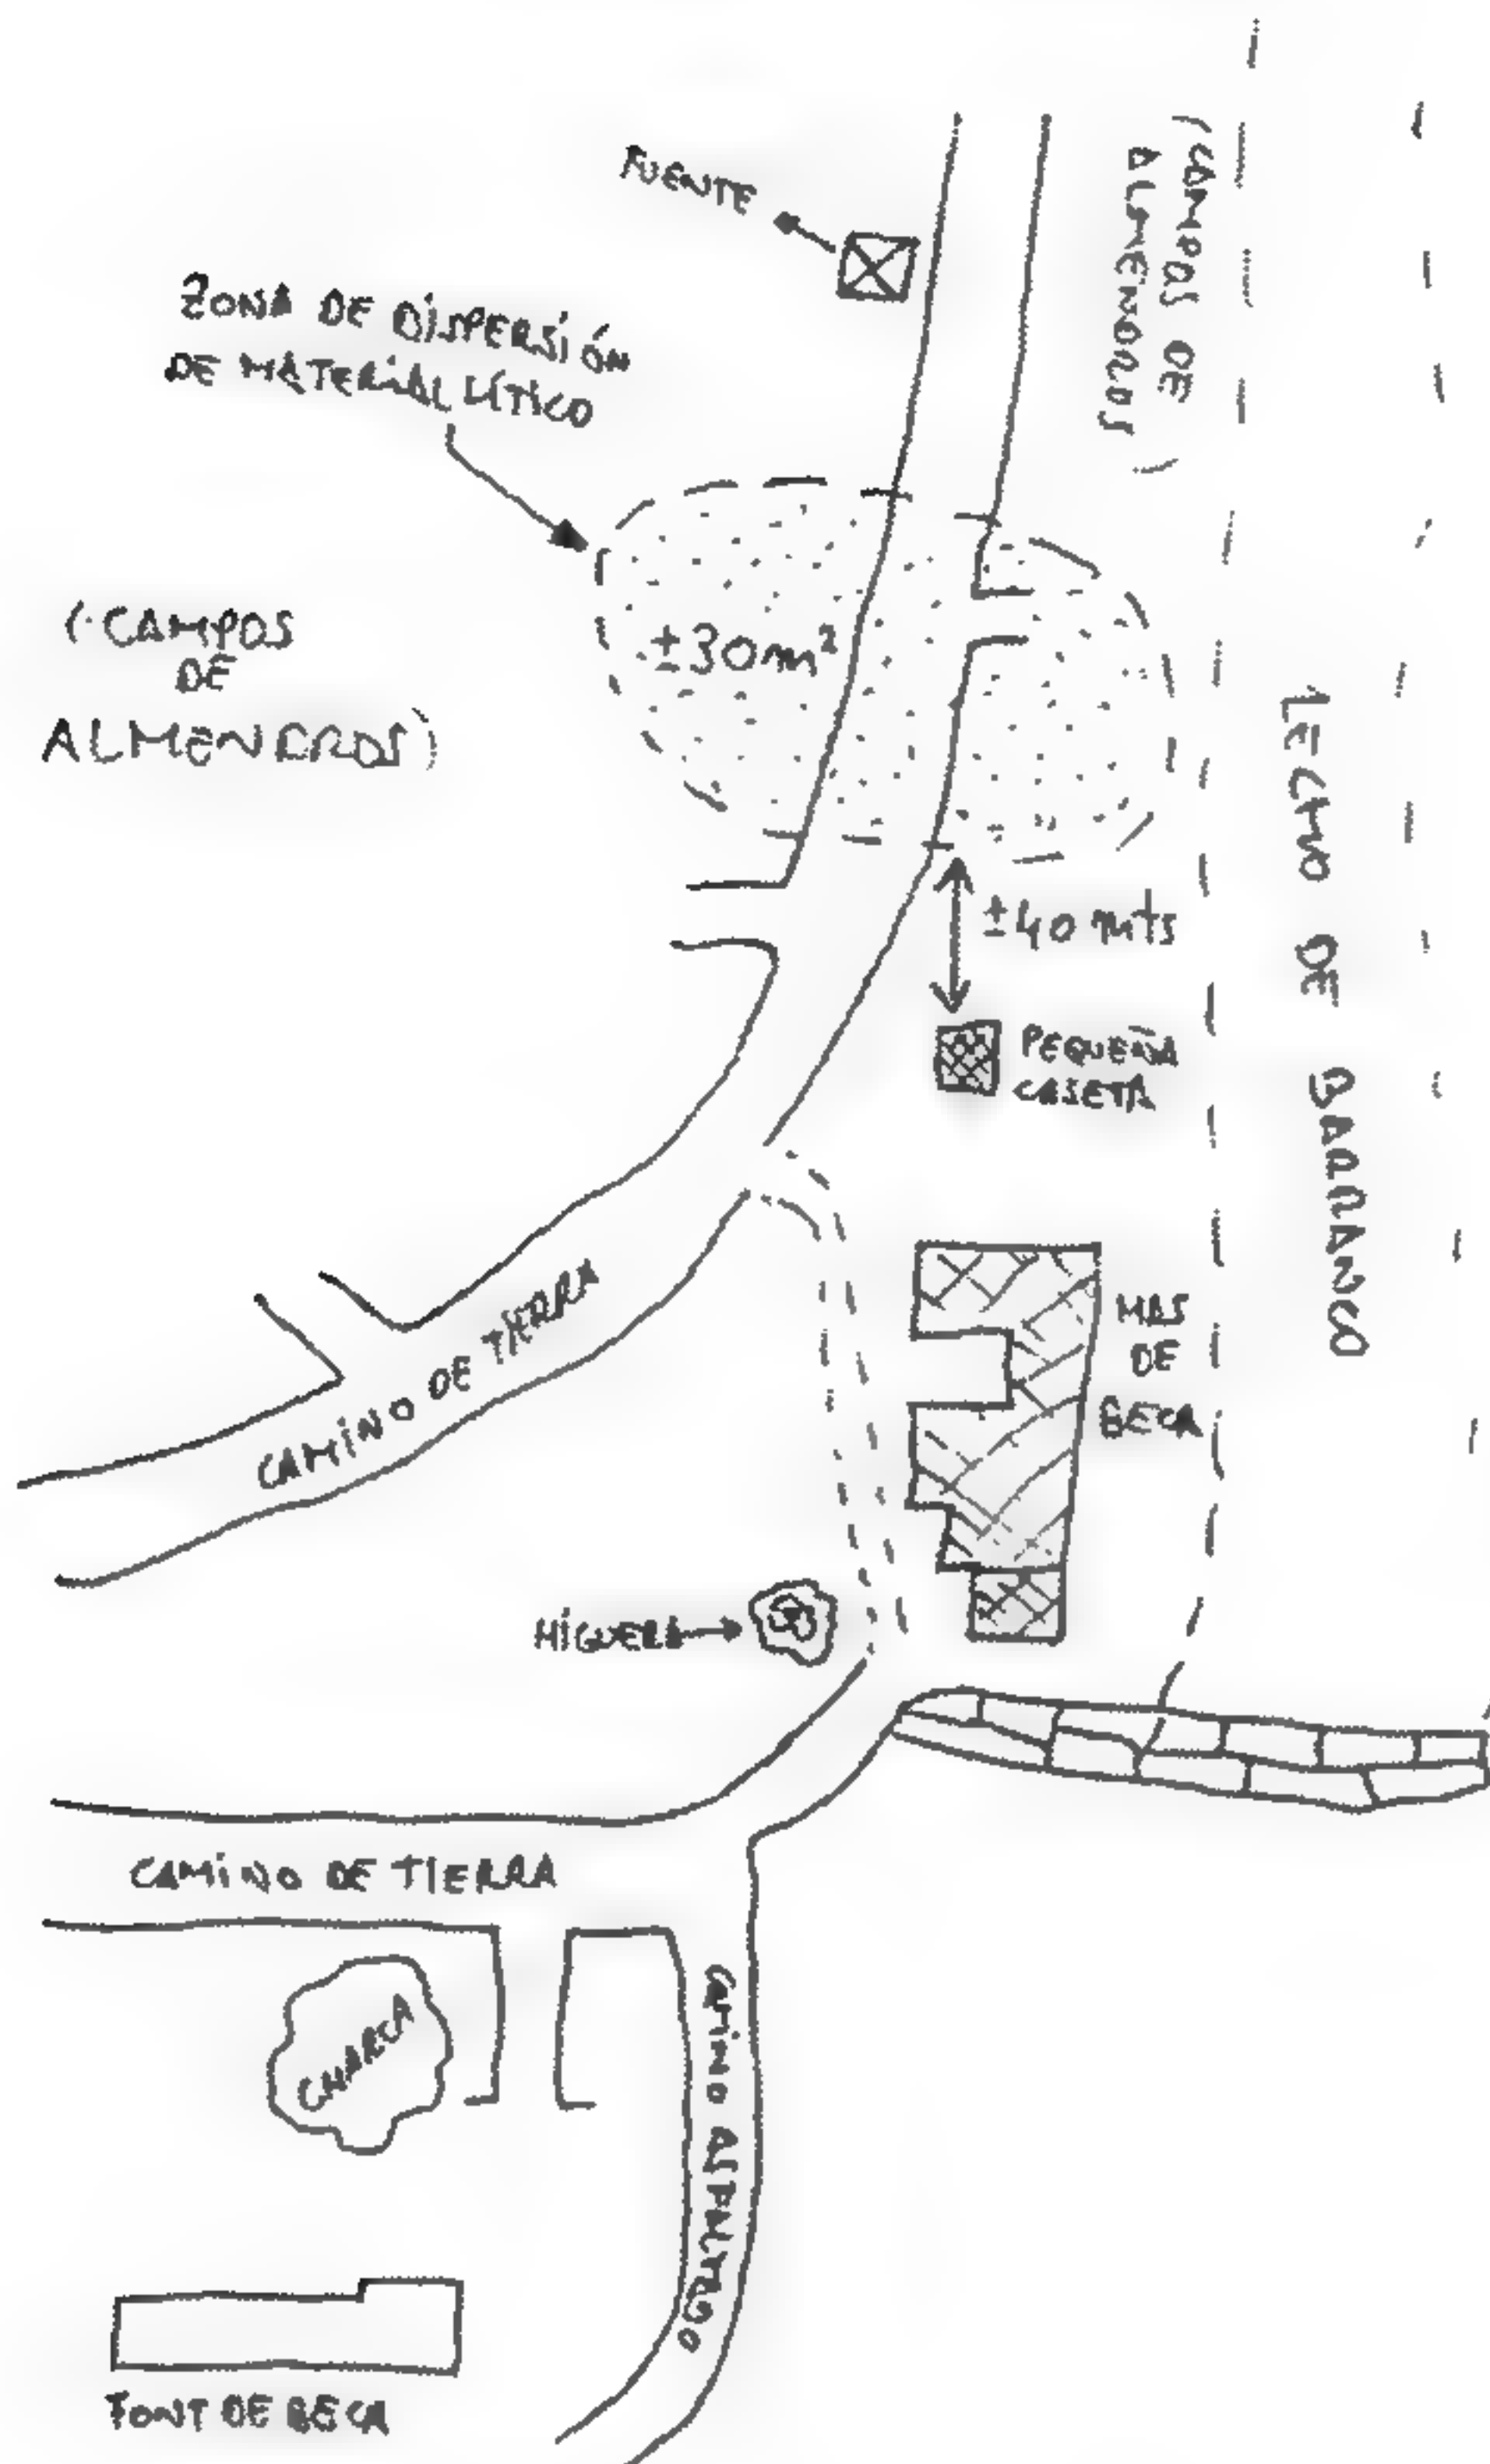 FUENTE
(CAMPOS DE
ALMENDROS)
ZONA DE DISPERSIÓN
DE MATERIAL LÍTICO
±30m²
(CAMPOS
DE
ALMENDROS)
LECHO DE BARRANCO
±40 mts
PEQUEÑA
CASETA
MAS
DE
BECA
CAMINO DE TIERRA
HIGUERA
CAMINO DE TIERRA
CHARCA
CAMINO ASFALTADO
FONT DE BECA